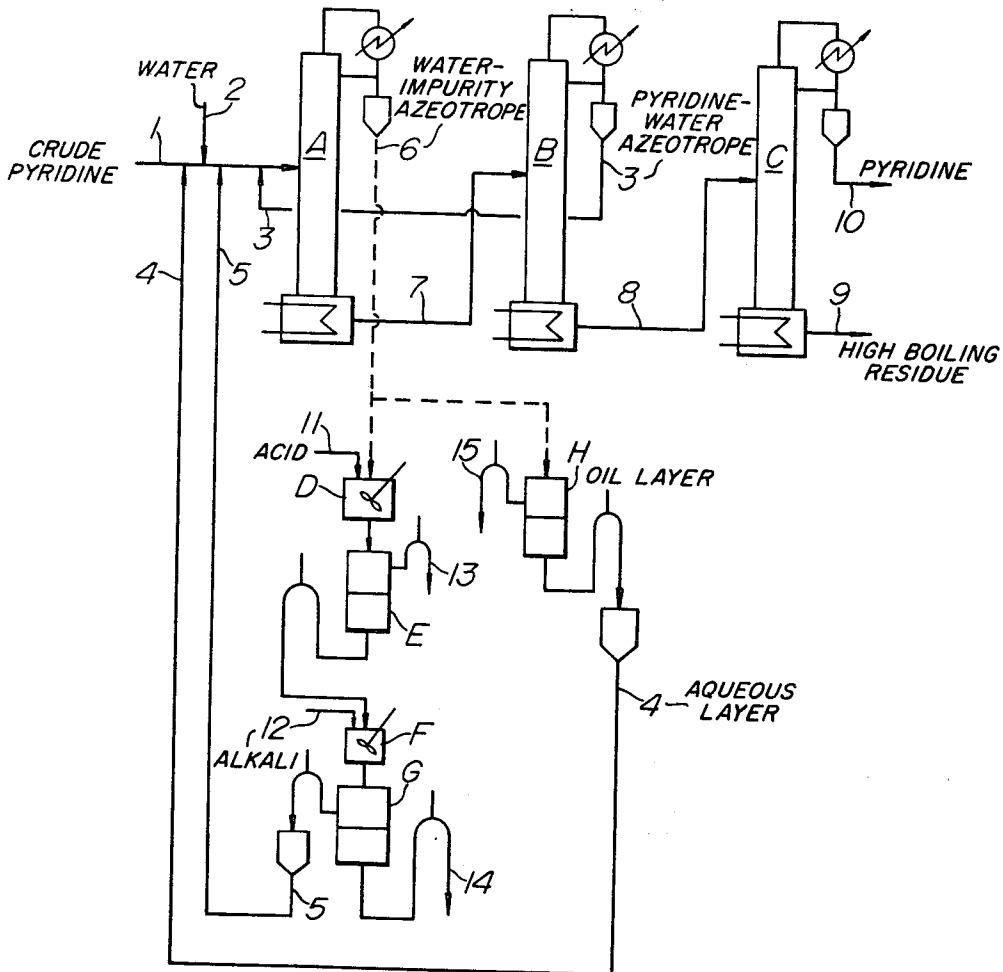 WATER
2
1
CRUDE
PYRIDINE
A
WATER-
IMPURITY
AZEOTROPE
6
B
PYRIDINE-
WATER
AZEOTROPE
3
C
PYRIDINE
10
3
4
5
7
8
9
HIGH BOILING
RESIDUE
11
ACID
D
15
H
OIL LAYER
13
E
12
ALKALI
F
G
4
AQUEOUS
LAYER
5
14